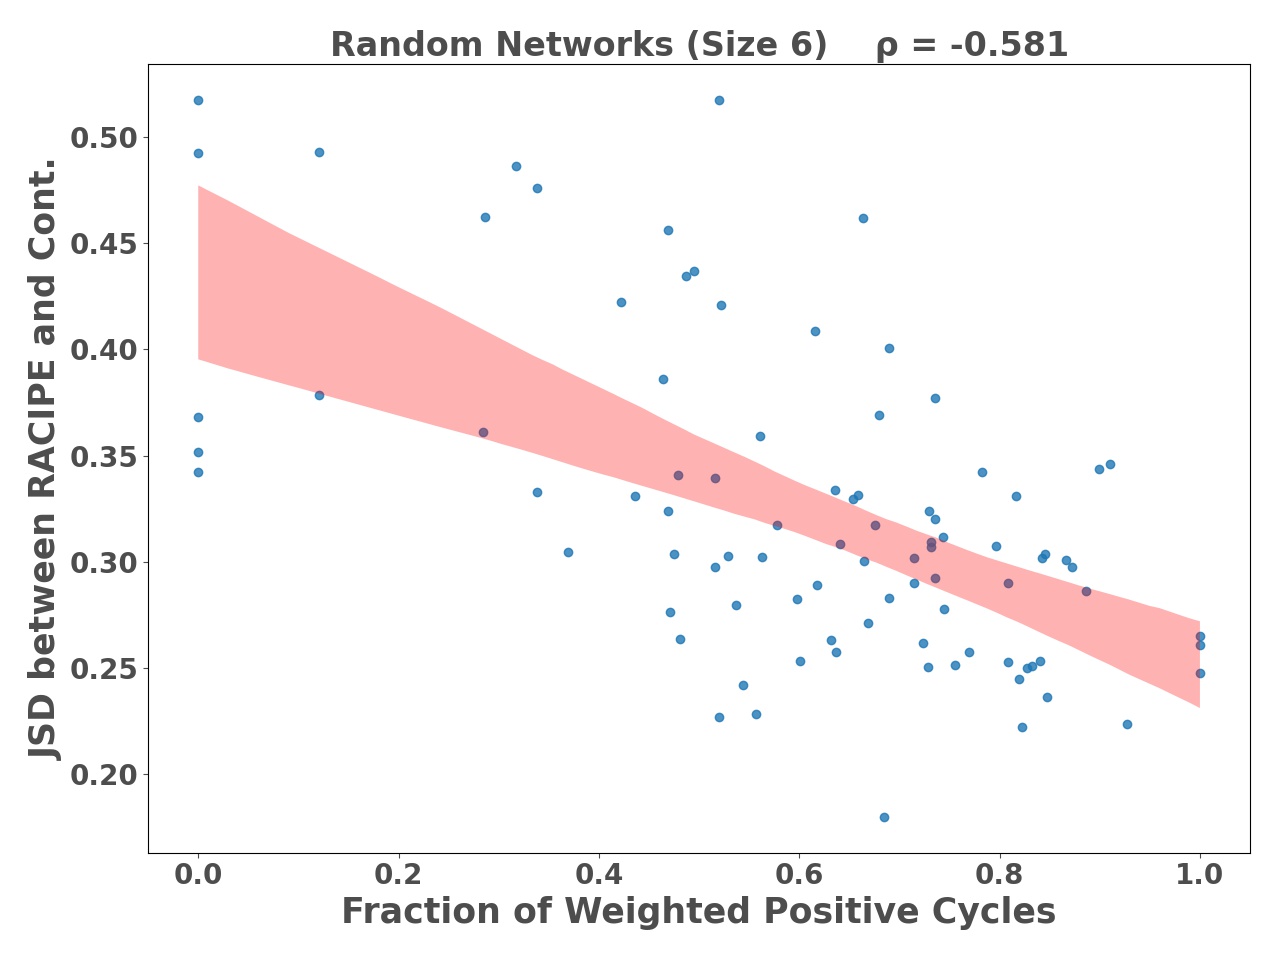 Random Networks (Size 6)    ρ = -0.581
JSD between RACIPE and Cont.
0.50
0.45
0.40
0.35
0.30
0.25
0.20
0.0 0.2 0.4 0.6 0.8 1.0
Fraction of Weighted Positive Cycles